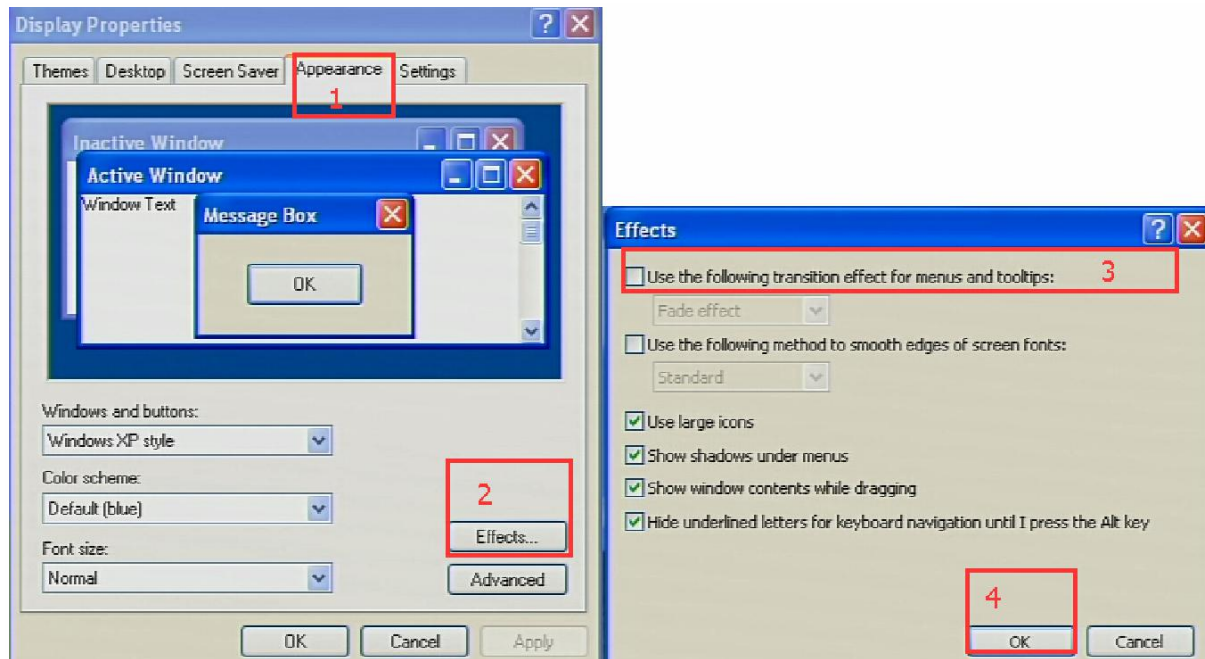 Display Properties
Themes Desktop Screen Saver Appearance Settings
1
Inactive Window
Active Window
Window Text
Message Box
OK
Windows and buttons:
Windows XP style
Color scheme:
Default (blue)
2
Effects...
Font size:
Normal
Advanced
OK Cancel Apply
Effects
Use the following transition effect for menus and tooltips: 3
Fade effect
Use the following method to smooth edges of screen fonts:
Standard
Use large icons
Show shadows under menus
Show window contents while dragging
Hide underlined letters for keyboard navigation until I press the Alt key
4
OK Cancel